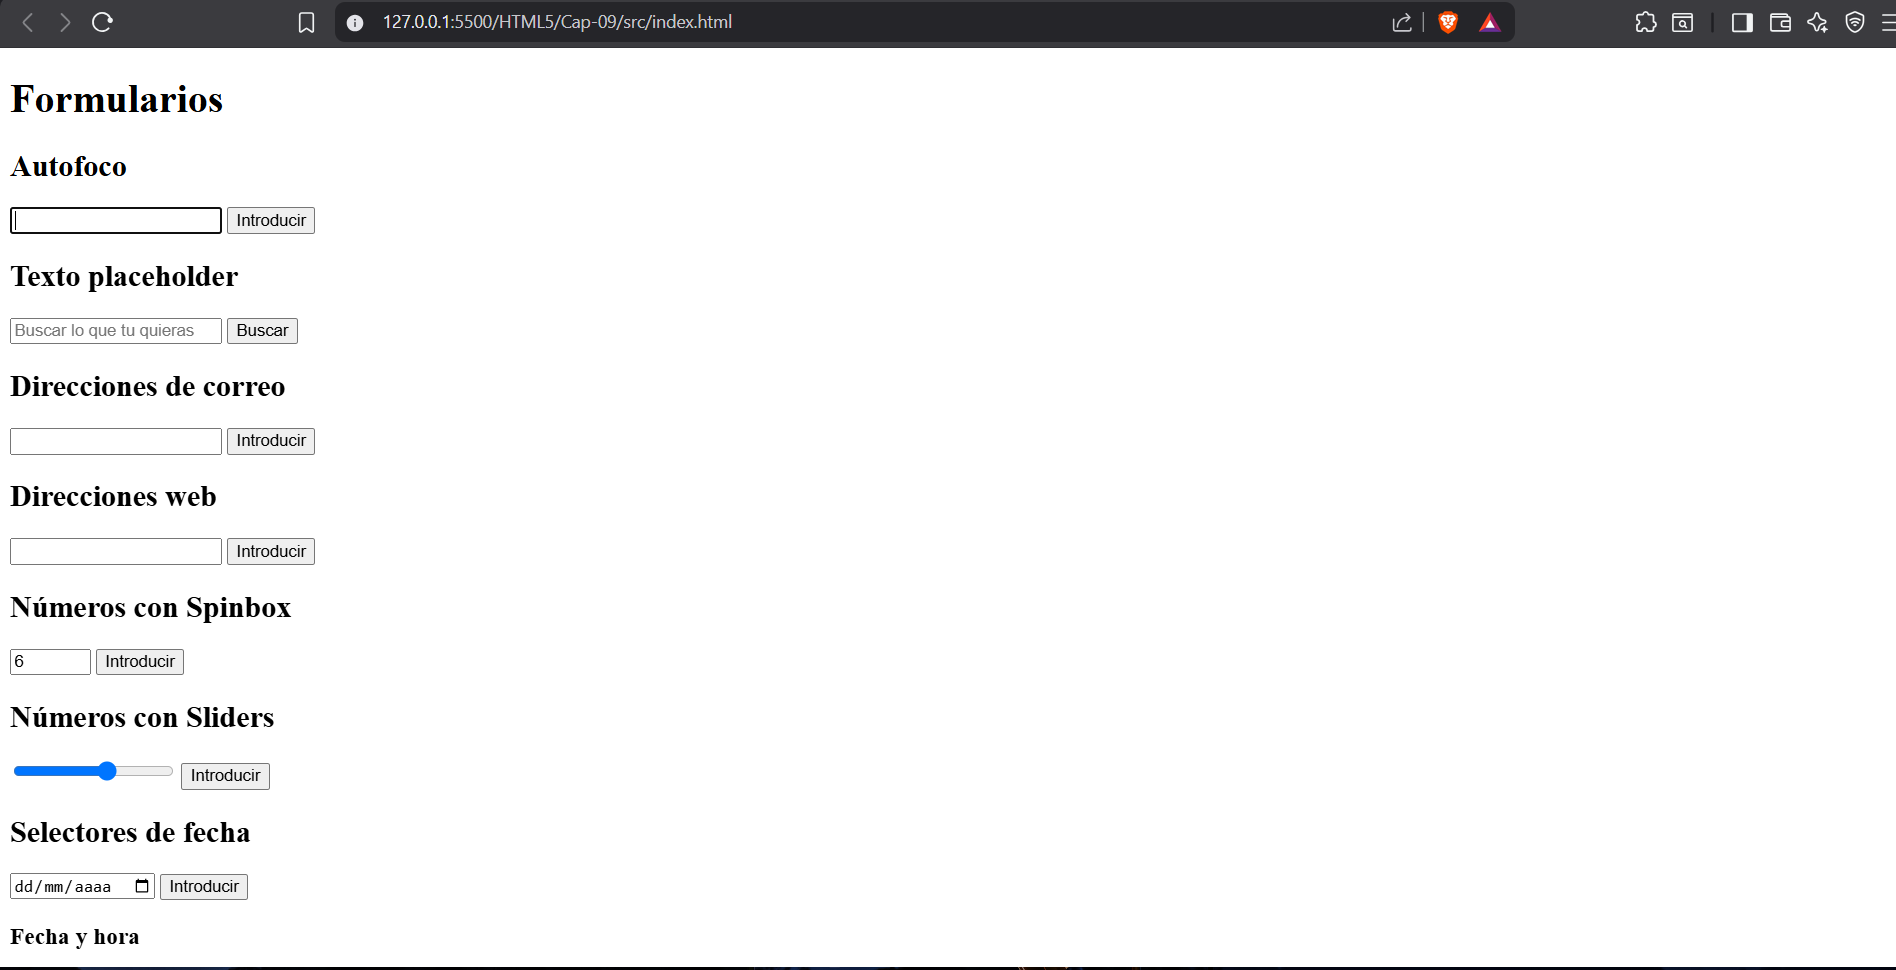 127.0.0.1:5500/HTML5/Cap-09/src/index.html
Formularios
Autofoco
Introducir
Texto placeholder
Buscar lo que tu quieras Buscar
Direcciones de correo
Introducir
Direcciones web
Introducir
Números con Spinbox
6 Introducir
Números con Sliders
Introducir
Selectores de fecha
dd/mm/aaaa Introducir
Fecha y hora